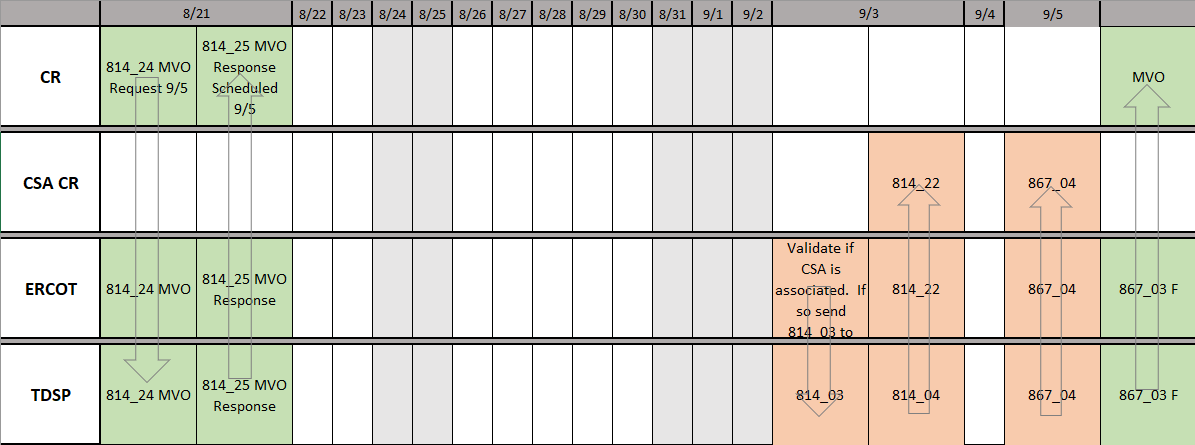 8/21 8/22 8/23 8/24 8/25 8/26 8/27 8/28 8/29 8/30 8/31 9/1 9/2 9/3 9/4 9/5
CR
814_24 MVO
Request 9/5
814_25 MVO
Response
Scheduled
9/5
MVO
CSA CR
814_22
867_04
ERCOT
814_24 MVO
814_25 MVO
Response
Validate if
CSA is
associated. If
so send
814_03 to
814_22
867_04
867_03 F
TDSP
814_24 MVO
814_25 MVO
Response
814_03
814_04
867_04
867_03 F